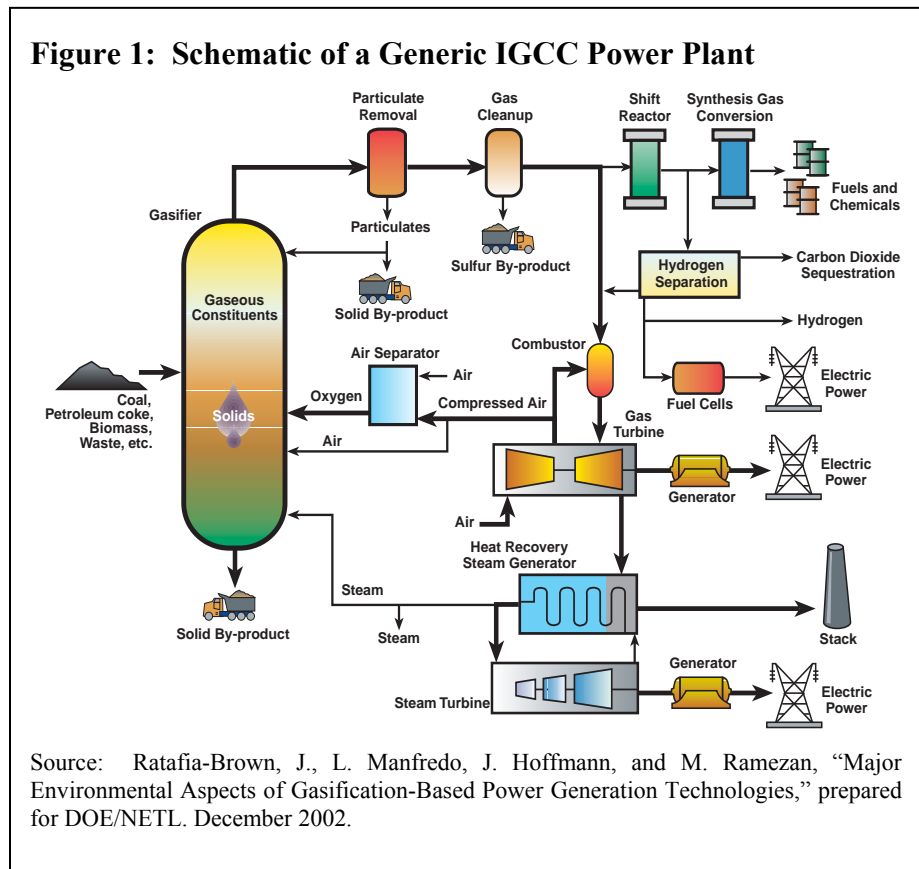 Figure 1: Schematic of a Generic IGCC Power Plant
Particulate
Removal
Gas
Cleanup
Shift
Reactor
Synthesis Gas
Conversion
Fuels and
Chemicals
Gasifier
Particulates
Sulfur By-product
Solid By-product
Gaseous
Constituents
Hydrogen
Separation
Carbon Dioxide
Sequestration
Hydrogen
Combustor
Fuel Cells
Electric
Power
Air Separator
Air
Oxygen
Compressed Air
Coal,
Petroleum coke,
Biomass,
Waste, etc.
Solids
Air
Gas
Turbine
Generator
Electric
Power
Air
Heat Recovery
Steam Generator
Steam
Steam
Solid By-product
Stack
Steam Turbine
Generator
Electric
Power
Source: Ratafia-Brown, J., L. Manfredo, J. Hoffmann, and M. Ramezan, “Major
Environmental Aspects of Gasification-Based Power Generation Technologies,” prepared
for DOE/NETL. December 2002.